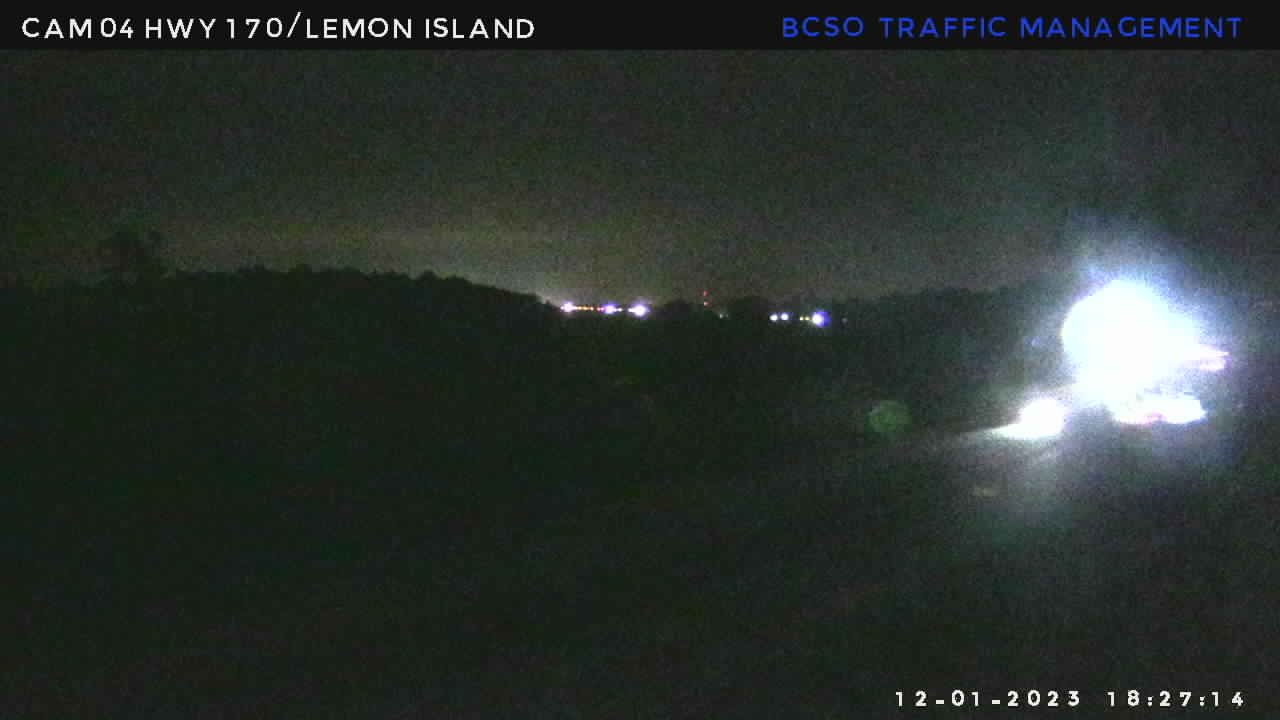 CAM04 HWY 170/LEMON ISLAND
BCSO TRAFFIC MANAGEMENT
12-01-2023 18:27:14